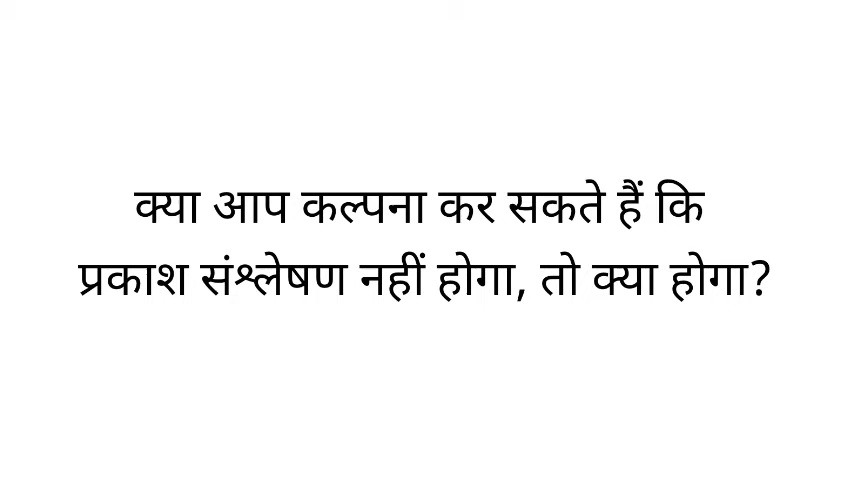 क्या आप कल्पना कर सकते हैं कि
प्रकाश संश्लेषण नहीं होगा, तो क्या होगा?